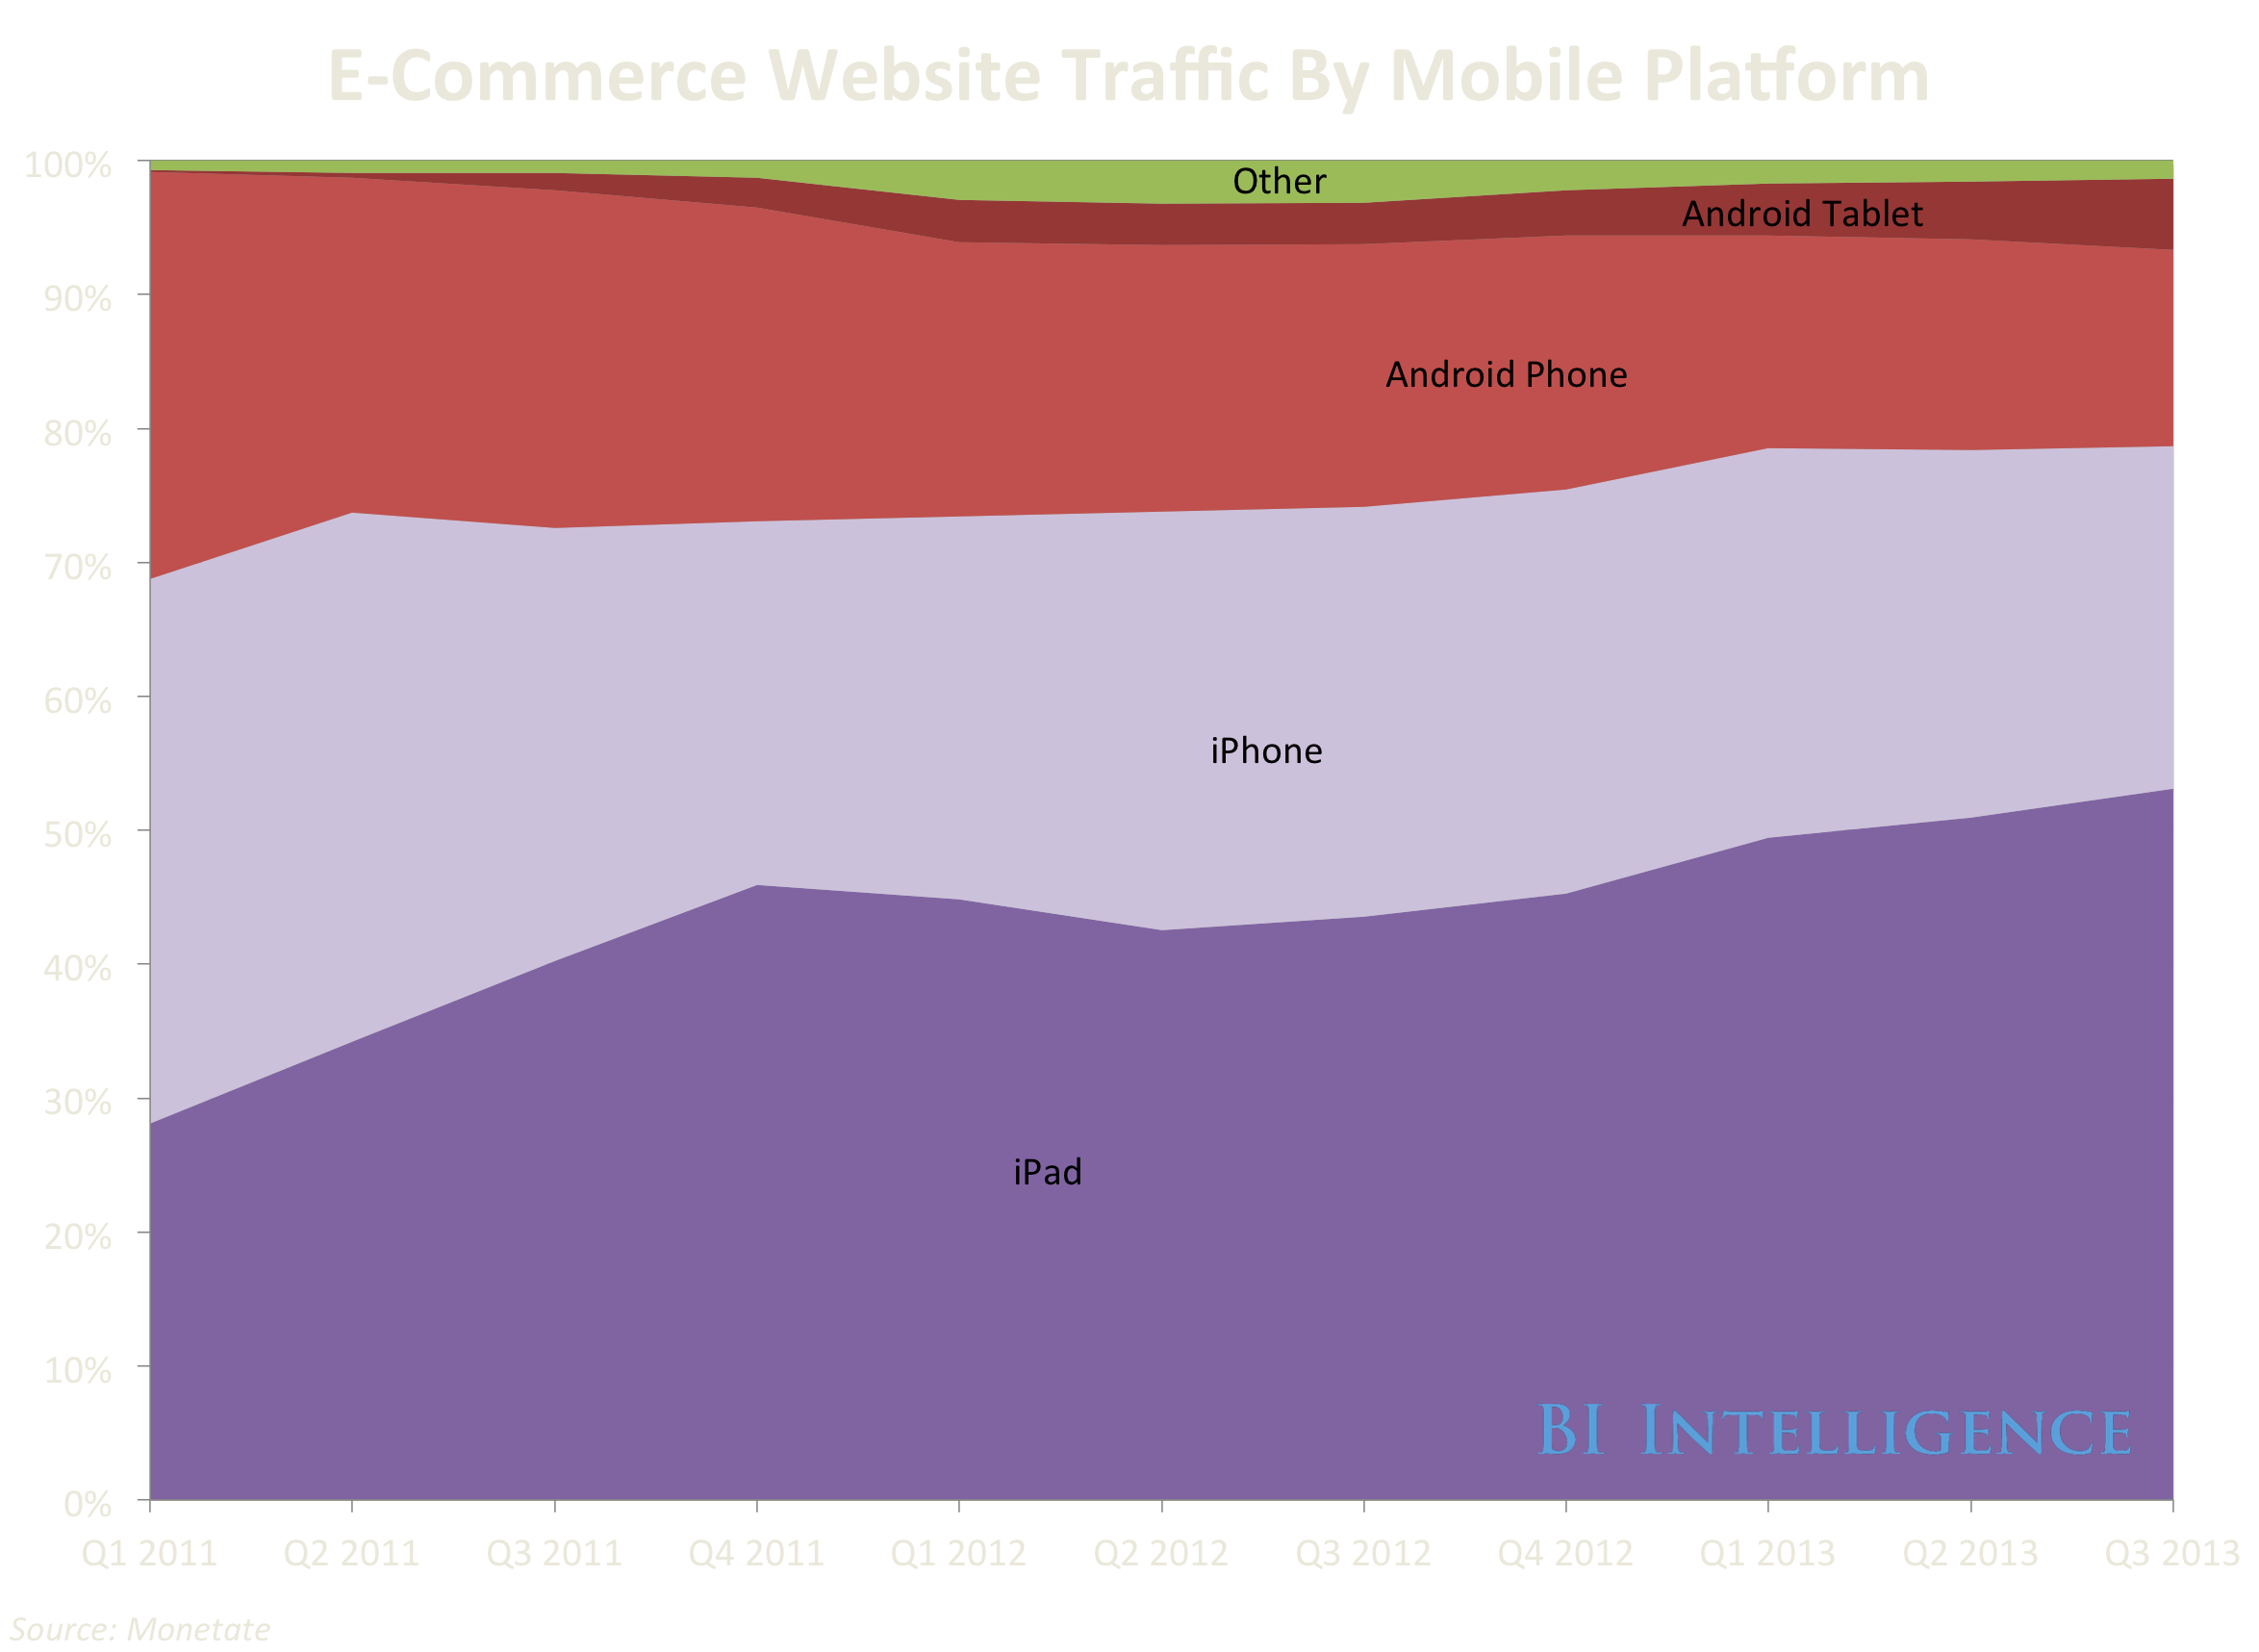 E-Commerce Website Traffic By Mobile Platform
100%
90%
80%
70%
60%
50%
40%
30%
20%
10%
0%
Other
Android Tablet
Android Phone
iPhone
iPad
BI INTELLIGENCE
Q1 2011 Q2 2011 Q3 2011 Q4 2011 Q1 2012 Q2 2012 Q3 2012 Q4 2012 Q1 2013 Q2 2013 Q3 2013
Source: Monetate